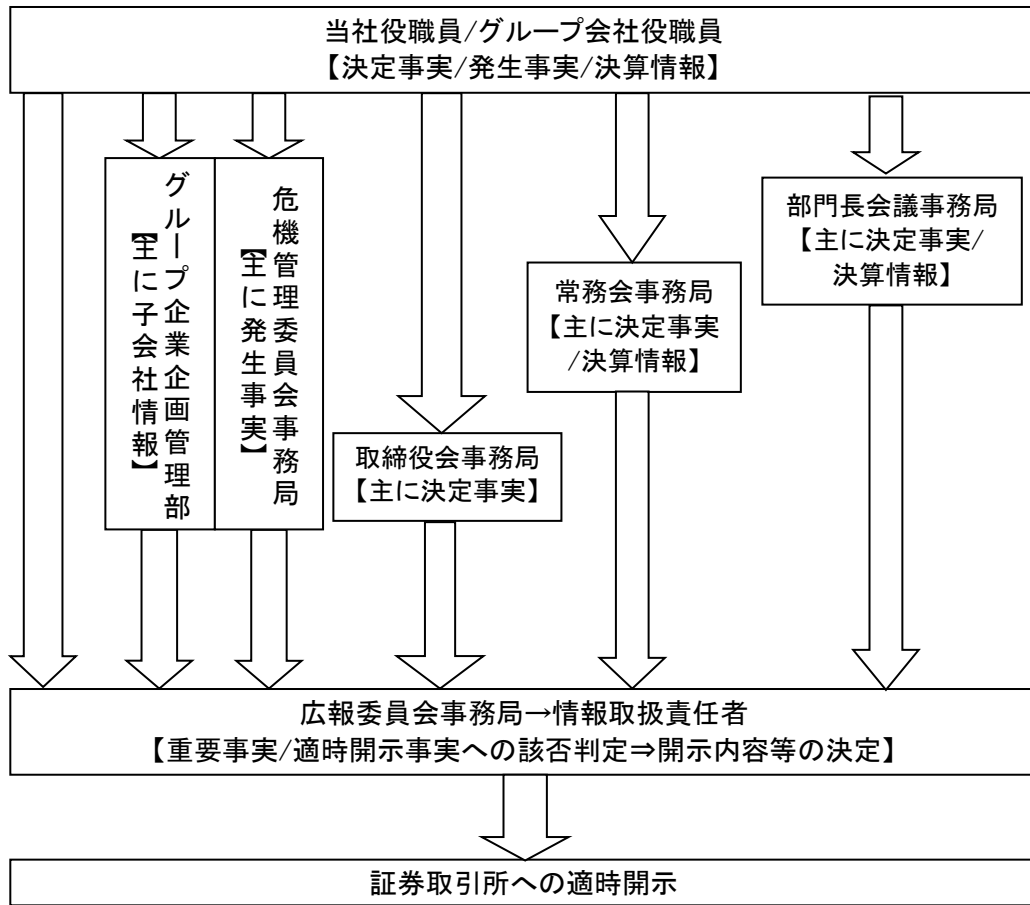 当社役職員/グループ会社役職員
【決定事実/発生事実/決算情報】
グループ企業企画管理部
【主に子会社情報】
危機管理委員会事務局
【主に発生事実】
取締役会事務局
【主に決定事実】
常務会事務局
【主に決定事実
/決算情報】
部門長会議事務局
【主に決定事実/
決算情報】
広報委員会事務局→情報取扱責任者
【重要事実/適時開示事実への該否判定⇒開示内容等の決定】
証券取引所への適時開示